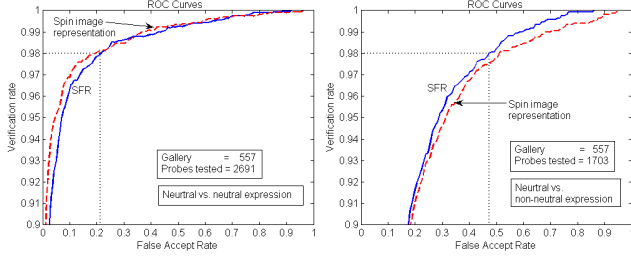 ROC Curves
1
0.99
0.98
0.97
0.96
0.95
0.94
0.93
0.92
0.91
0.9
Verification rate
Spin image
representation
SFR
Gallery = 557
Probes tested = 2691
Neurtral vs. neutral expression
0 0.1 0.2 0.3 0.4 0.5 0.6 0.7 0.8 0.9 1
False Accept Rate
ROC Curves
1
0.99
0.98
0.97
0.96
0.95
0.94
0.93
0.92
0.91
0.9
Verification rate
SFR
Spin image
representation
Gallery = 557
Probes tested = 1703
Neurtral vs.
non-neutral expression
0 0.1 0.2 0.3 0.4 0.5 0.6 0.7 0.8 0.9 1
False Accept Rate